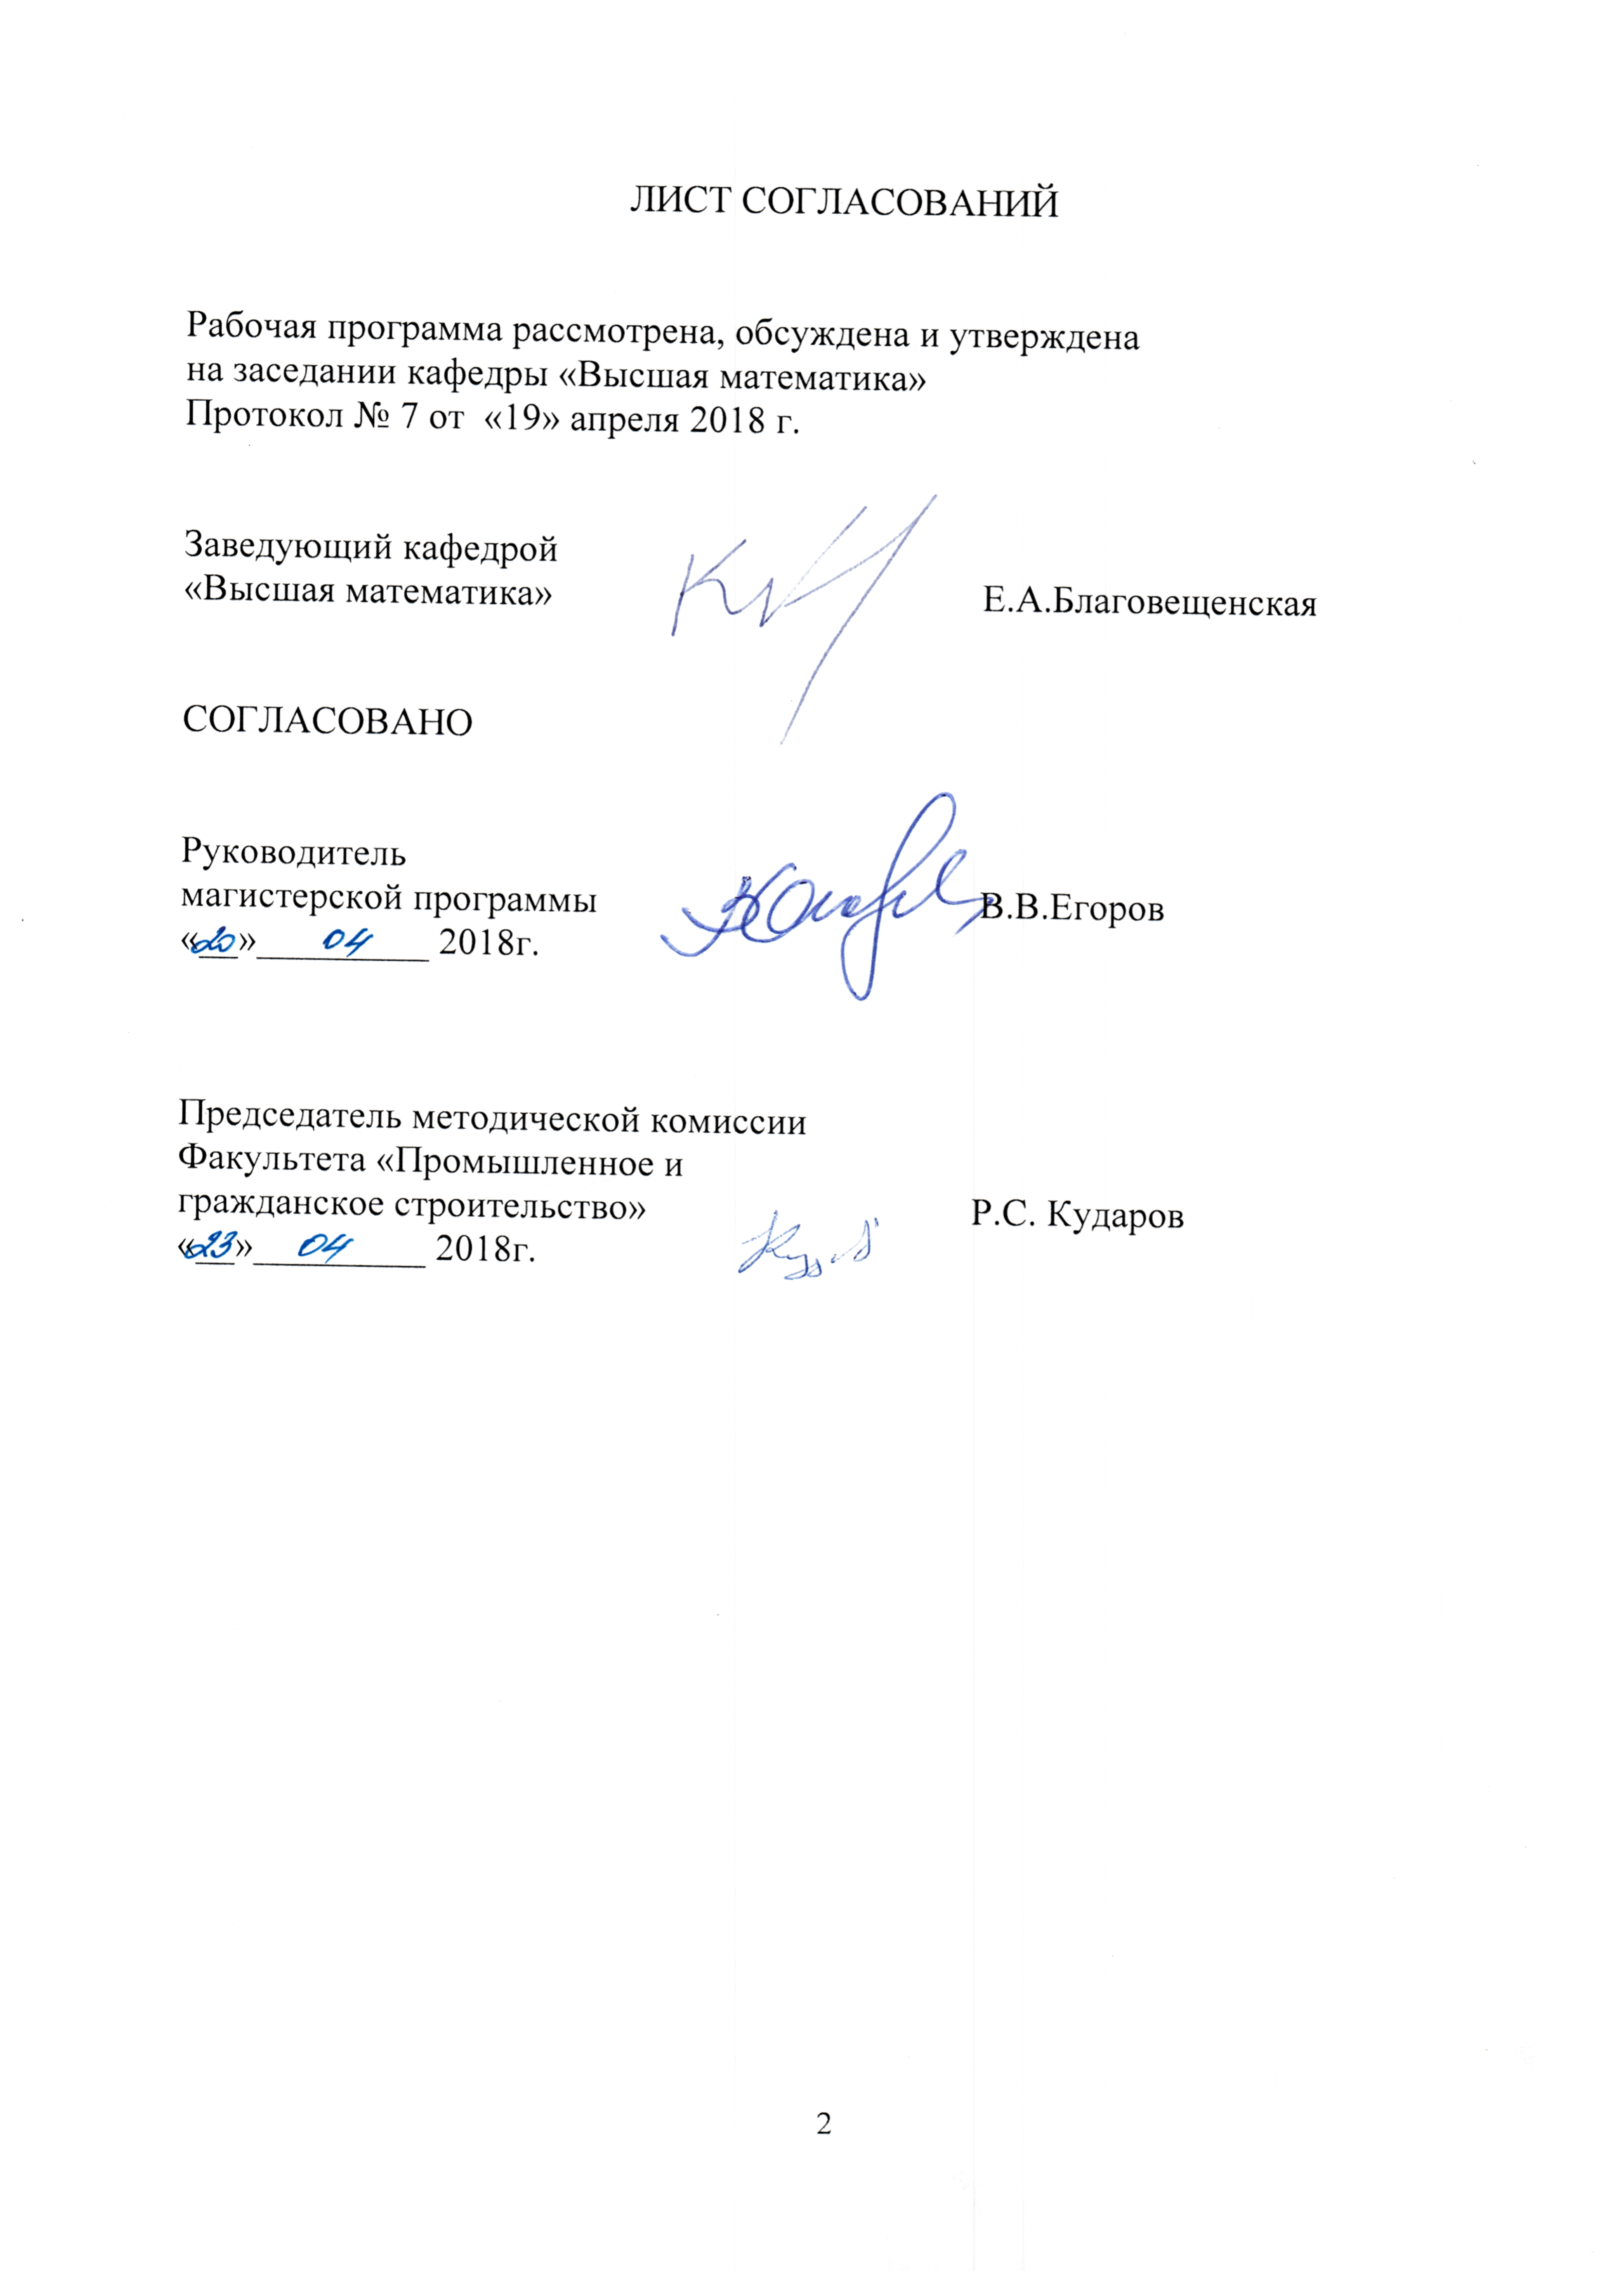 ЛИСТ СОГЛАСОВАНИЙ
Рабочая программа рассмотрена, обсуждена и утверждена
на заседании кафедры «Высшая математика»
Протокол № 7 от «19» апреля 2018 г.
Заведующий кафедрой
«Высшая математика» Е.А.Благовещенская
СОГЛАСОВАНО
Руководитель
магистерской программы В.В.Егоров
«20» 04 2018г.
Председатель методической комиссии
Факультета «Промышленное и
гражданское строительство» Р.С. Кударов
«23» 04 2018г.
2